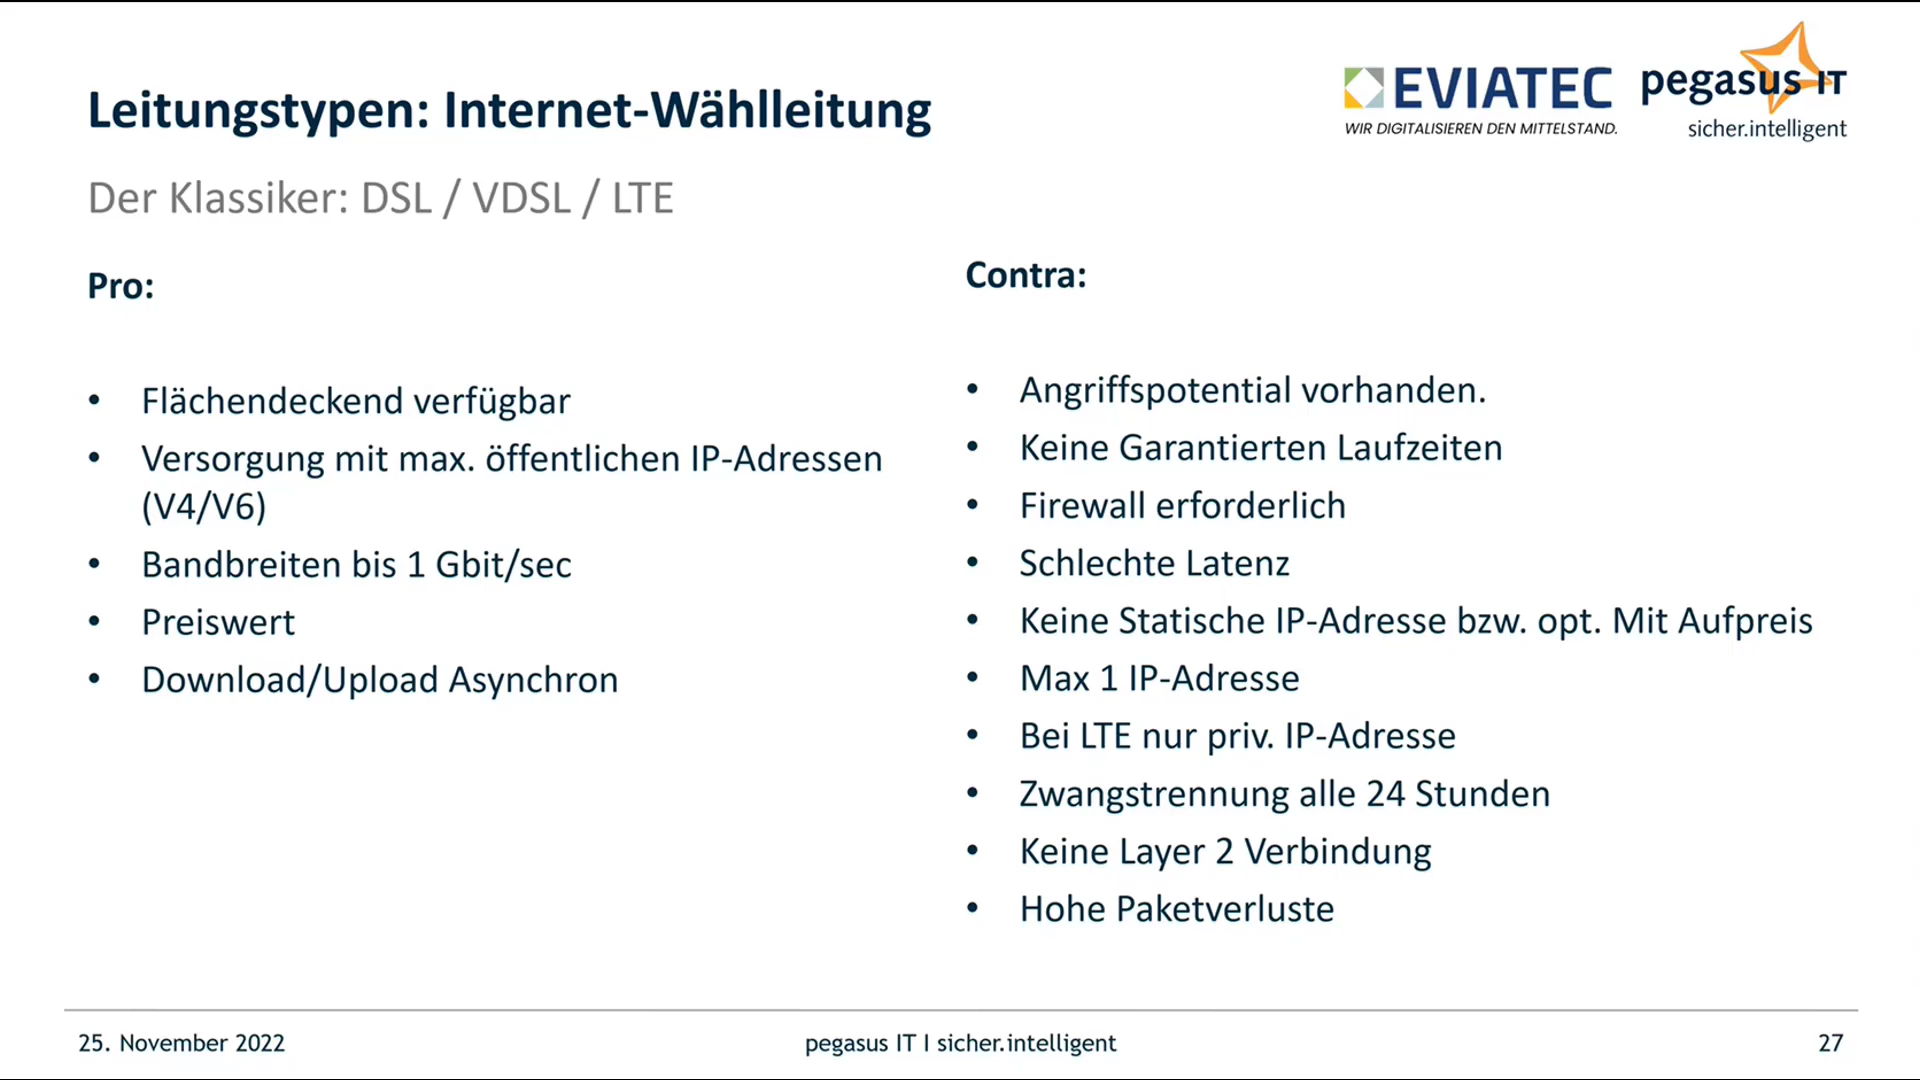 Leitungstypen: Internet-Wählleitung
EVIATEC
WIR DIGITALISIEREN DEN MITTELSTAND.
pegasus IT
sicher.intelligent
Der Klassiker: DSL / VDSL / LTE
Pro:
• Flächendeckend verfügbar
• Versorgung mit max. öffentlichen IP-Adressen
(V4/V6)
• Bandbreiten bis 1 Gbit/sec
• Preiswert
• Download/Upload Asynchron
Contra:
• Angriffspotential vorhanden.
• Keine Garantierten Laufzeiten
• Firewall erforderlich
• Schlechte Latenz
• Keine Statische IP-Adresse bzw. opt. Mit Aufpreis
• Max 1 IP-Adresse
• Bei LTE nur priv. IP-Adresse
• Zwangstrennung alle 24 Stunden
• Keine Layer 2 Verbindung
• Hohe Paketverluste
25. November 2022
pegasus IT I sicher.intelligent
27